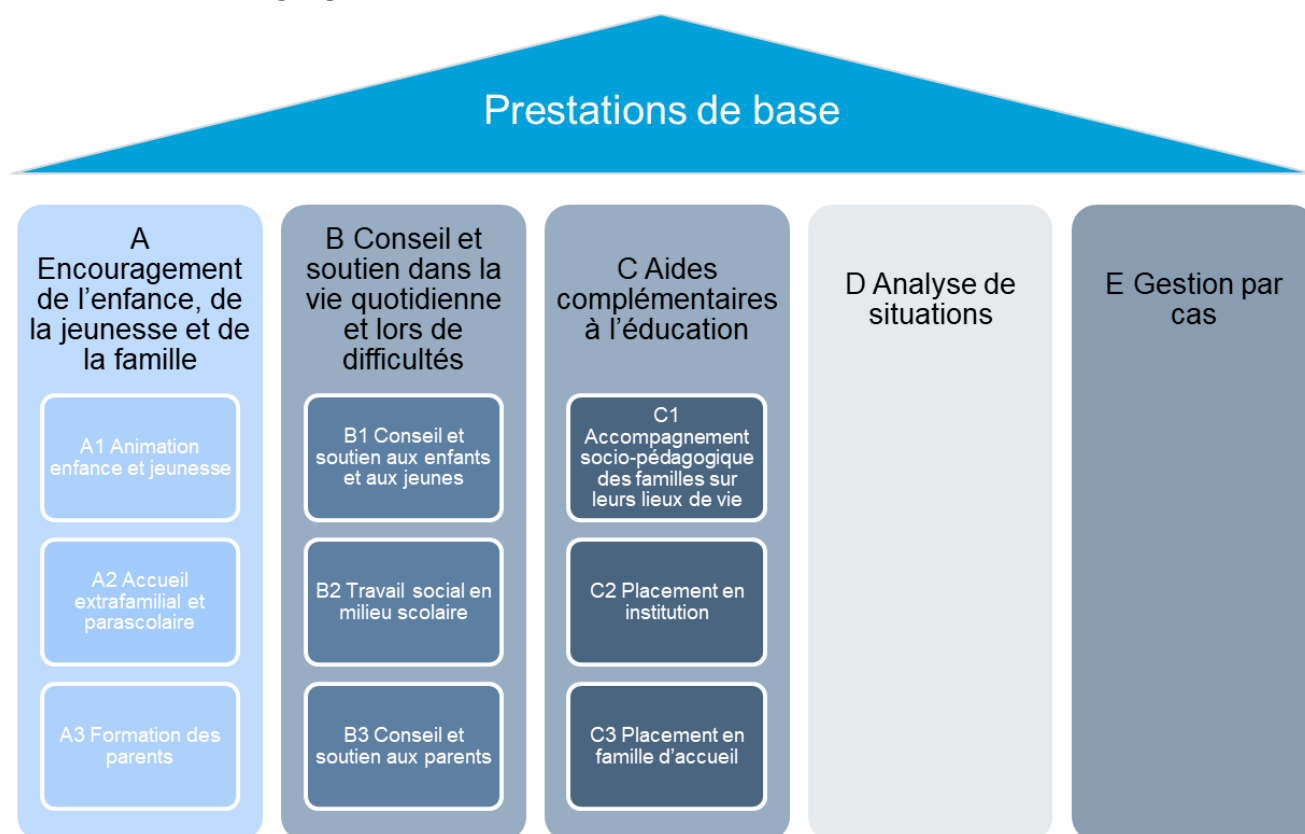 Prestations de base
A
Encouragement
de l’enfance, de
la jeunesse et de
la famille
A1 Animation
enfance et jeunesse
A2 Accueil
extrafamilial et
parascolaire
A3 Formation des
parents
B Conseil et
soutien dans la
vie quotidienne
et lors de
difficultés
B1 Conseil et
soutien aux enfants
et aux jeunes
B2 Travail social en
milieu scolaire
B3 Conseil et
soutien aux parents
C Aides
complémentaires
à l’éducation
C1
Accompagnement
socio-pédagogique
des familles sur
leurs lieux de vie
C2 Placement en
institution
C3 Placement en
famille d’accueil
D Analyse de
situations
E Gestion par
cas